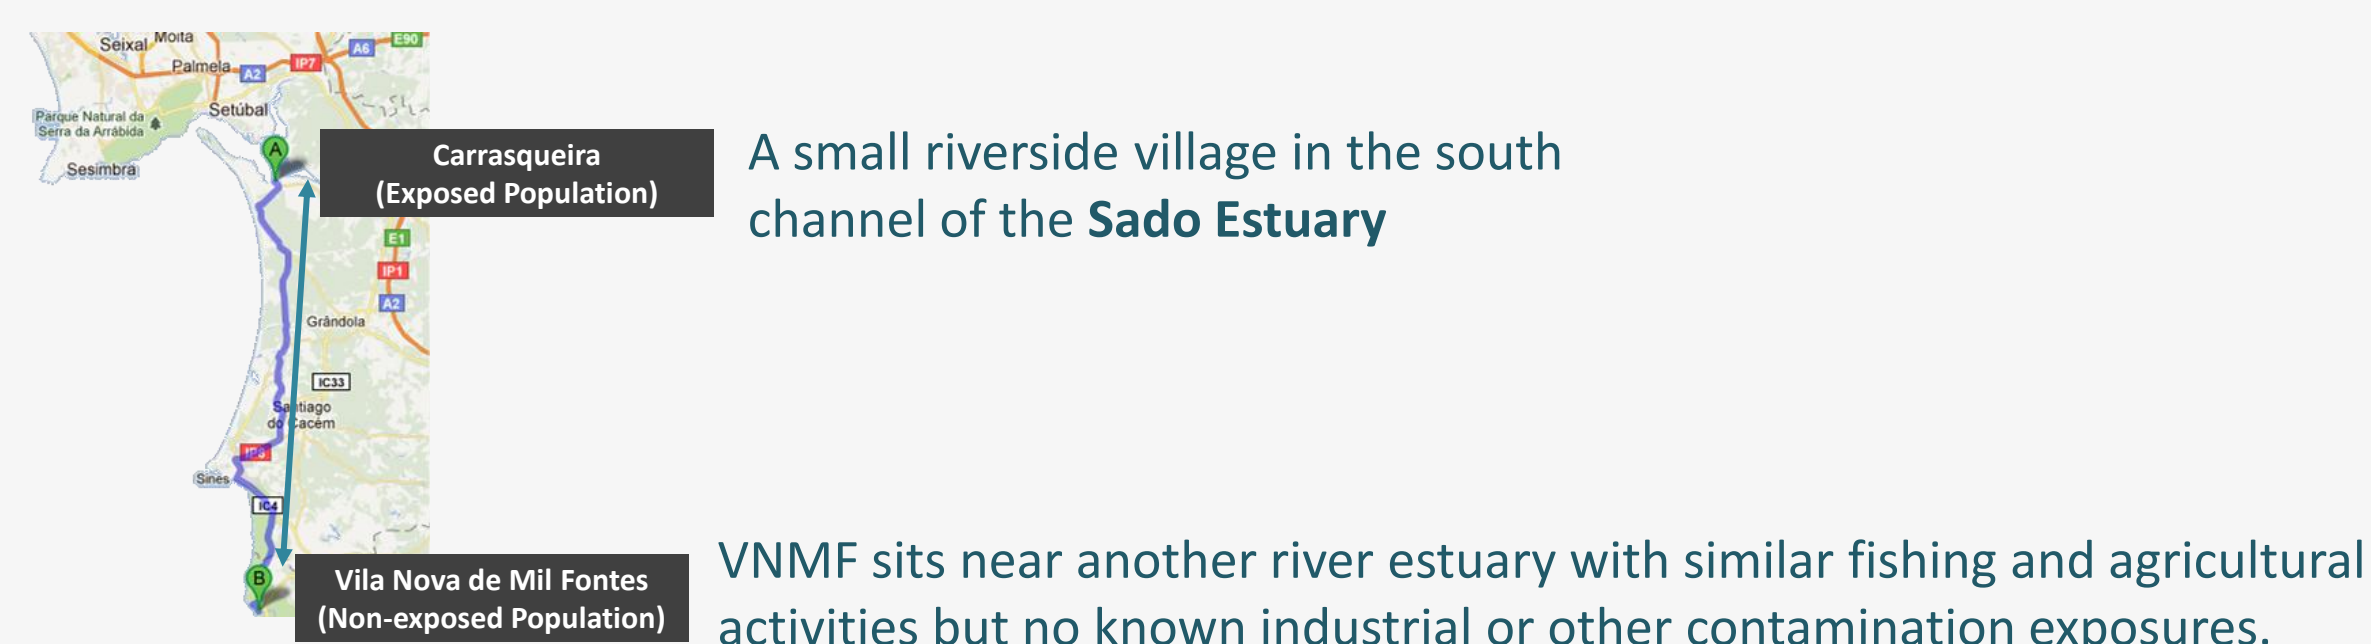 Moita
Seixal
E90
A6
IP7
Palmela
A2
Setúbal
Parque Natural da
Serra da Arrábida
A
Sesimbra
Carrasqueira
(Exposed Population)
A small riverside village in the south
channel of the Sado Estuary
E1
IP1
A2
Grândola
IC33
Santiago
do Cacém
IP8
Sines
IC4
B
Vila Nova de Mil Fontes
(Non-exposed Population)
VNMF sits near another river estuary with similar fishing and agricultural
activities but no known industrial or other contamination exposures.